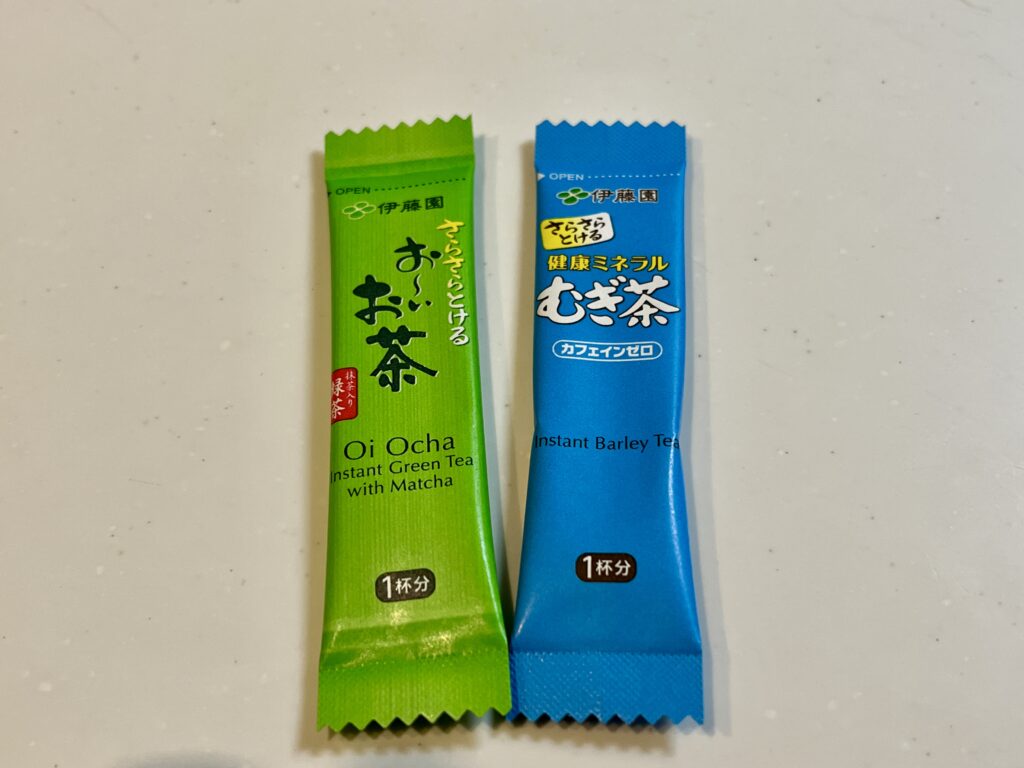 OPEN
伊藤園
さらさらとける
お〜い
お茶
抹茶入り
緑茶
Oi Ocha
Instant Green Tea
with Matcha
1杯分
OPEN
伊藤園
さらさら
とける
健康ミネラル
むぎ茶
カフェインゼロ
Instant Barley Tea
1杯分